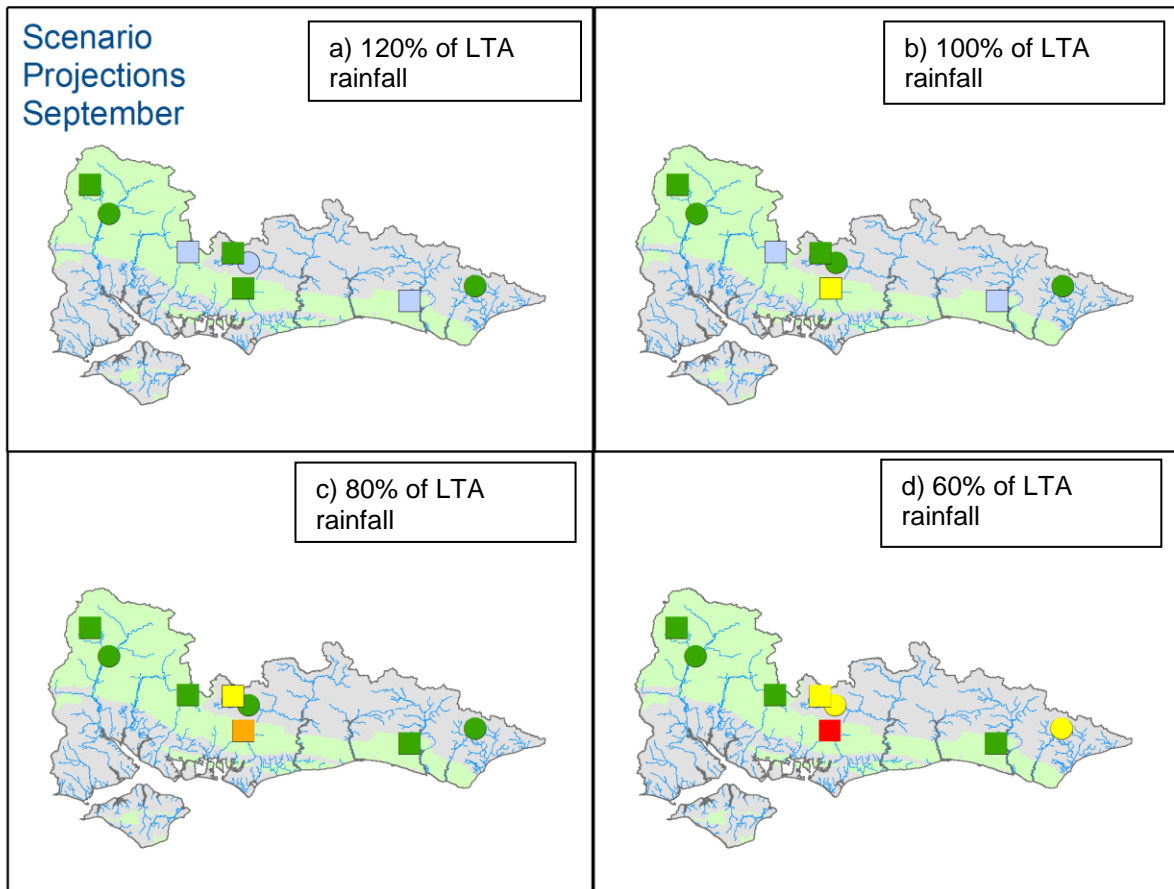 Scenario
Projections
September
a) 120% of LTA
rainfall
b) 100% of LTA
rainfall
c) 80% of LTA
rainfall
d) 60% of LTA
rainfall